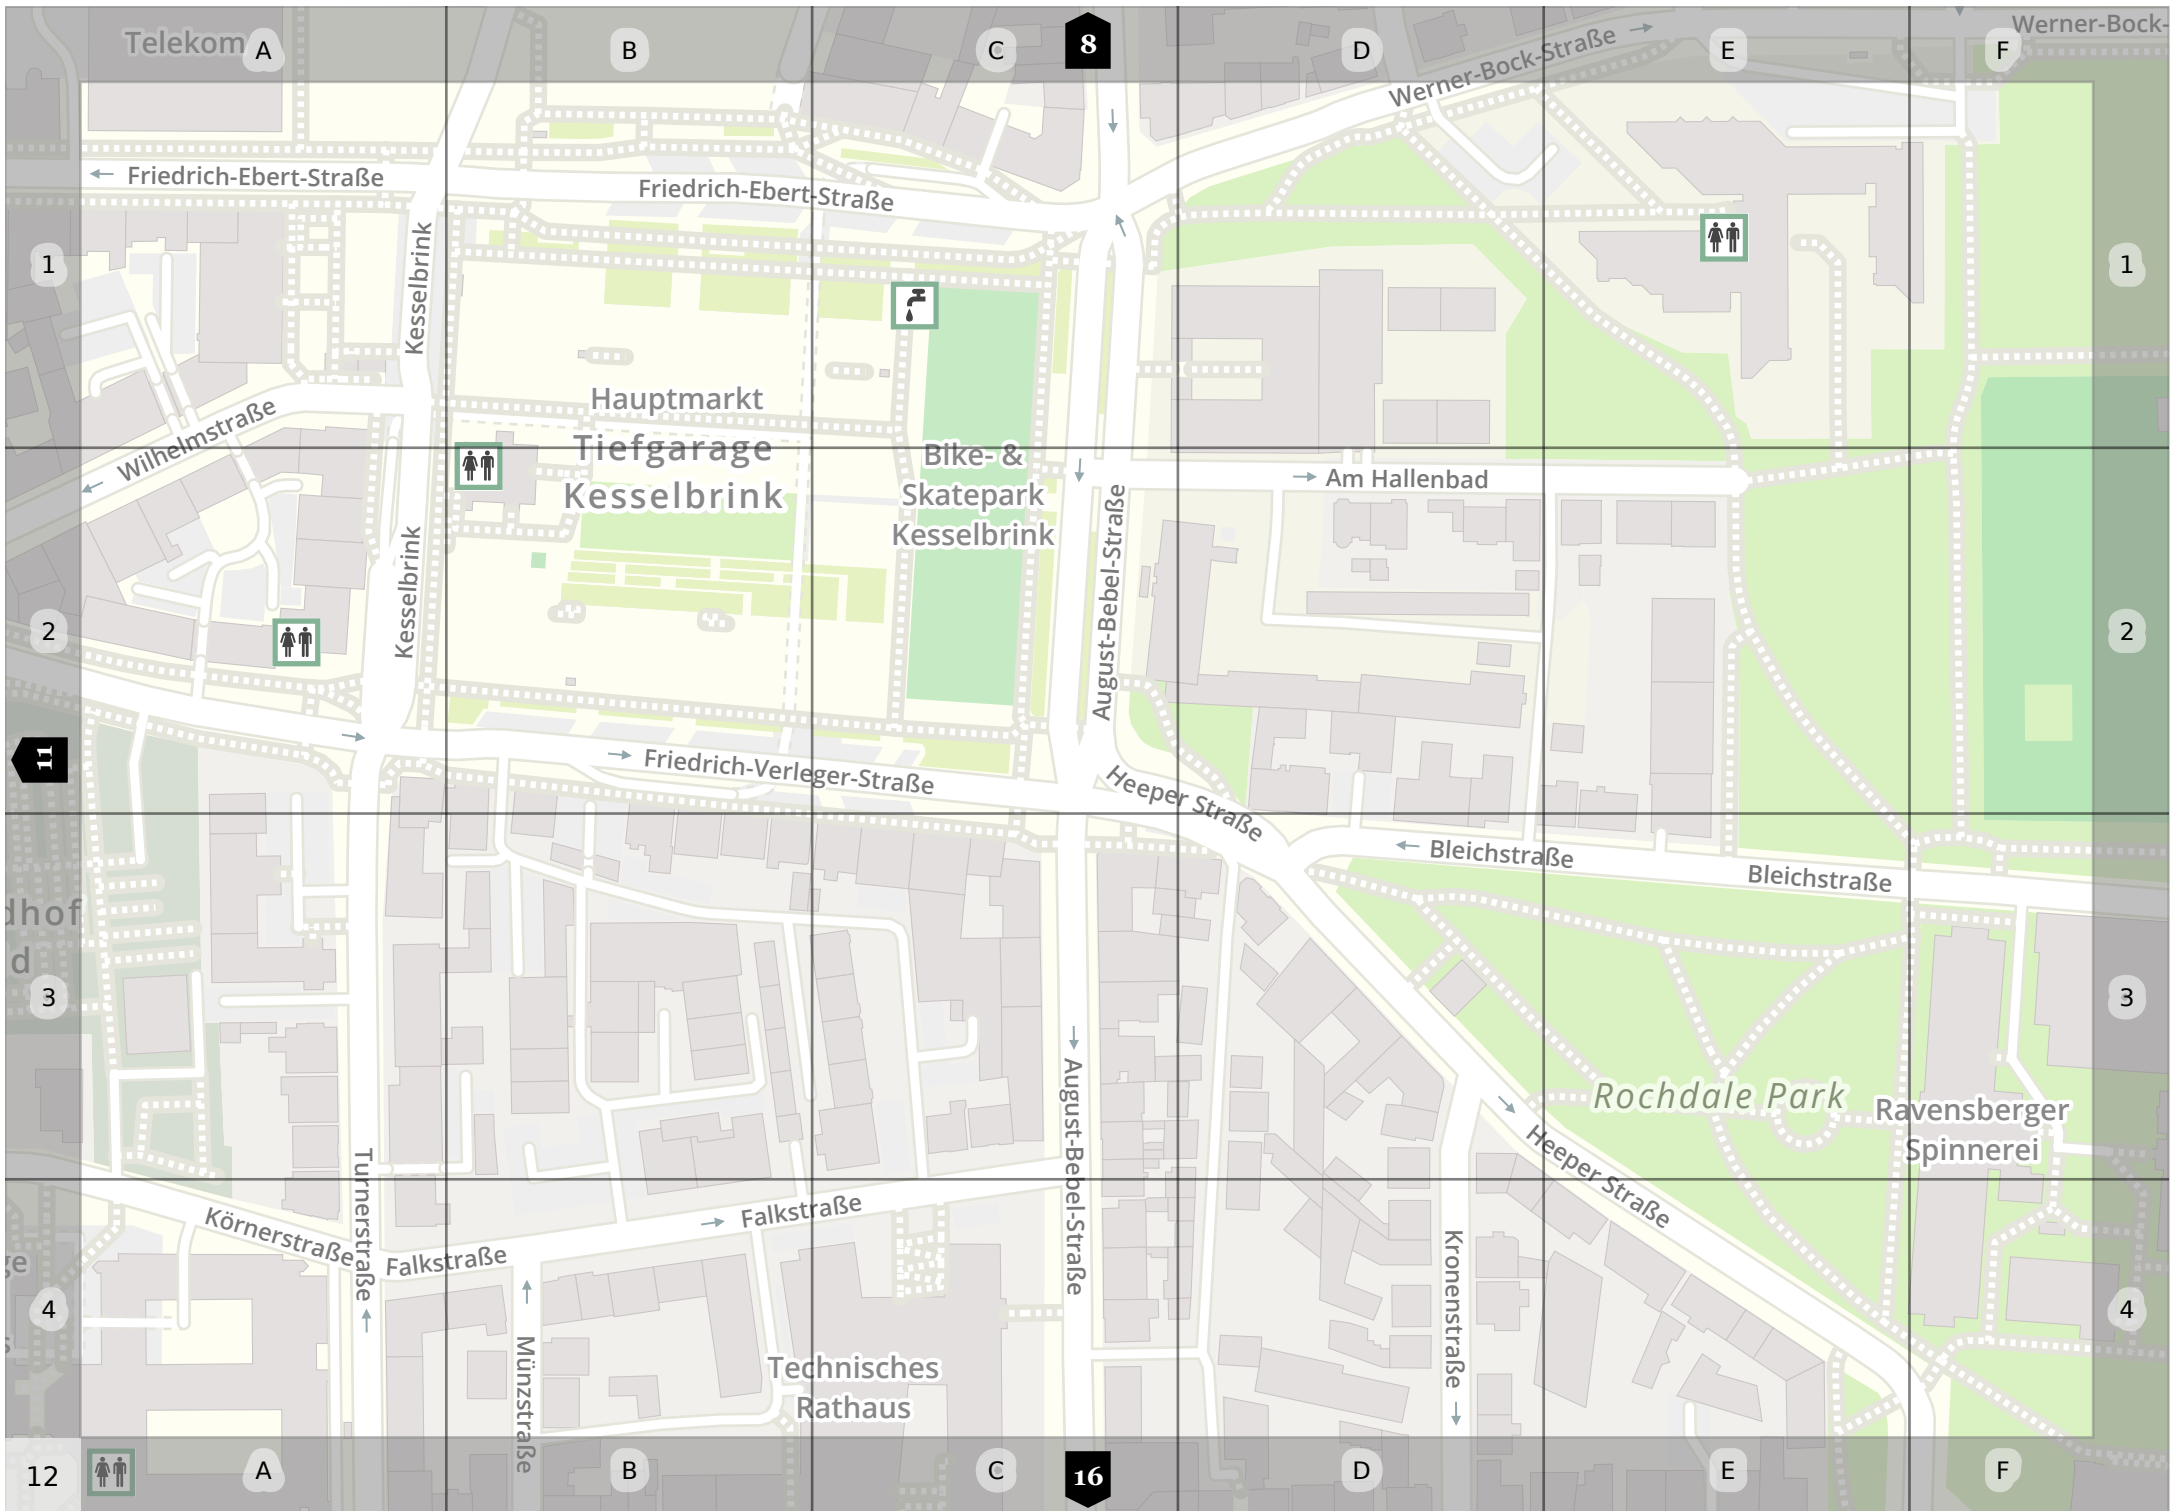 Telekom
A
B
C
8
D
Werner-Bock-Straße
E
Werner-Bock-
F
Friedrich-Ebert-Straße
Friedrich-Ebert-Straße
1
Kesselbrink
1
Hauptmarkt
Wilhelmstraße
Tiefgarage
Kesselbrink
Bike- &
Skatepark
Kesselbrink
Am Hallenbad
August-Bebel-Straße
Kesselbrink
2
2
11
Friedrich-Verleger-Straße
Heeper Straße
Bleichstraße
Bleichstraße
dhof
d
3
3
August-Bebel-Straße
Rochdale Park
Ravensberger
Spinnerei
Heeper Straße
Turnerstraße
Körnerstraße
Falkstraße
Falkstraße
Kronenstraße
ge
4
4
s
Münzstraße
Technisches
Rathaus
12
A
B
C
16
D
E
F